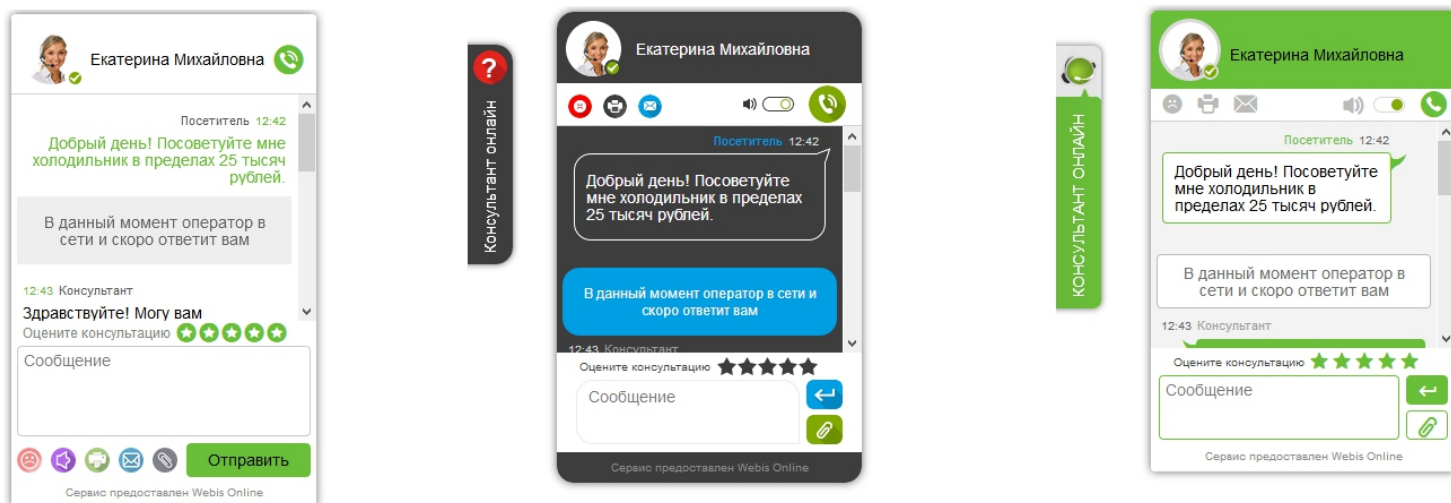 Екатерина Михайловна
Посетитель 12:42
Добрый день! Посоветуйте мне
холодильник в пределах 25 тысяч
рублей.
В данный момент оператор в
сети и скоро ответит вам
12:43 Консультант
Здравствуйте! Могу вам
Оцените консультацию
Сообщение
Отправить
Сервис предоставлен Webis Online
?
Консультант онлайн
Екатерина Михайловна
Посетитель 12:42
Добрый день! Посоветуйте
мне холодильник в пределах
25 тысяч рублей.
В данный момент оператор в сети и
скоро ответит вам
12:43 Консультант
Оцените консультацию
Сообщение
Сервис предоставлен Webis Online
КОНСУЛЬТАНТ ОНЛАЙН
Екатерина Михайловна
Посетитель 12:42
Добрый день! Посоветуйте
мне холодильник в
пределах 25 тысяч рублей.
В данный момент оператор в
сети и скоро ответит вам
12:43 Консультант
Оцените консультацию
Сообщение
Сервис предоставлен Webis Online